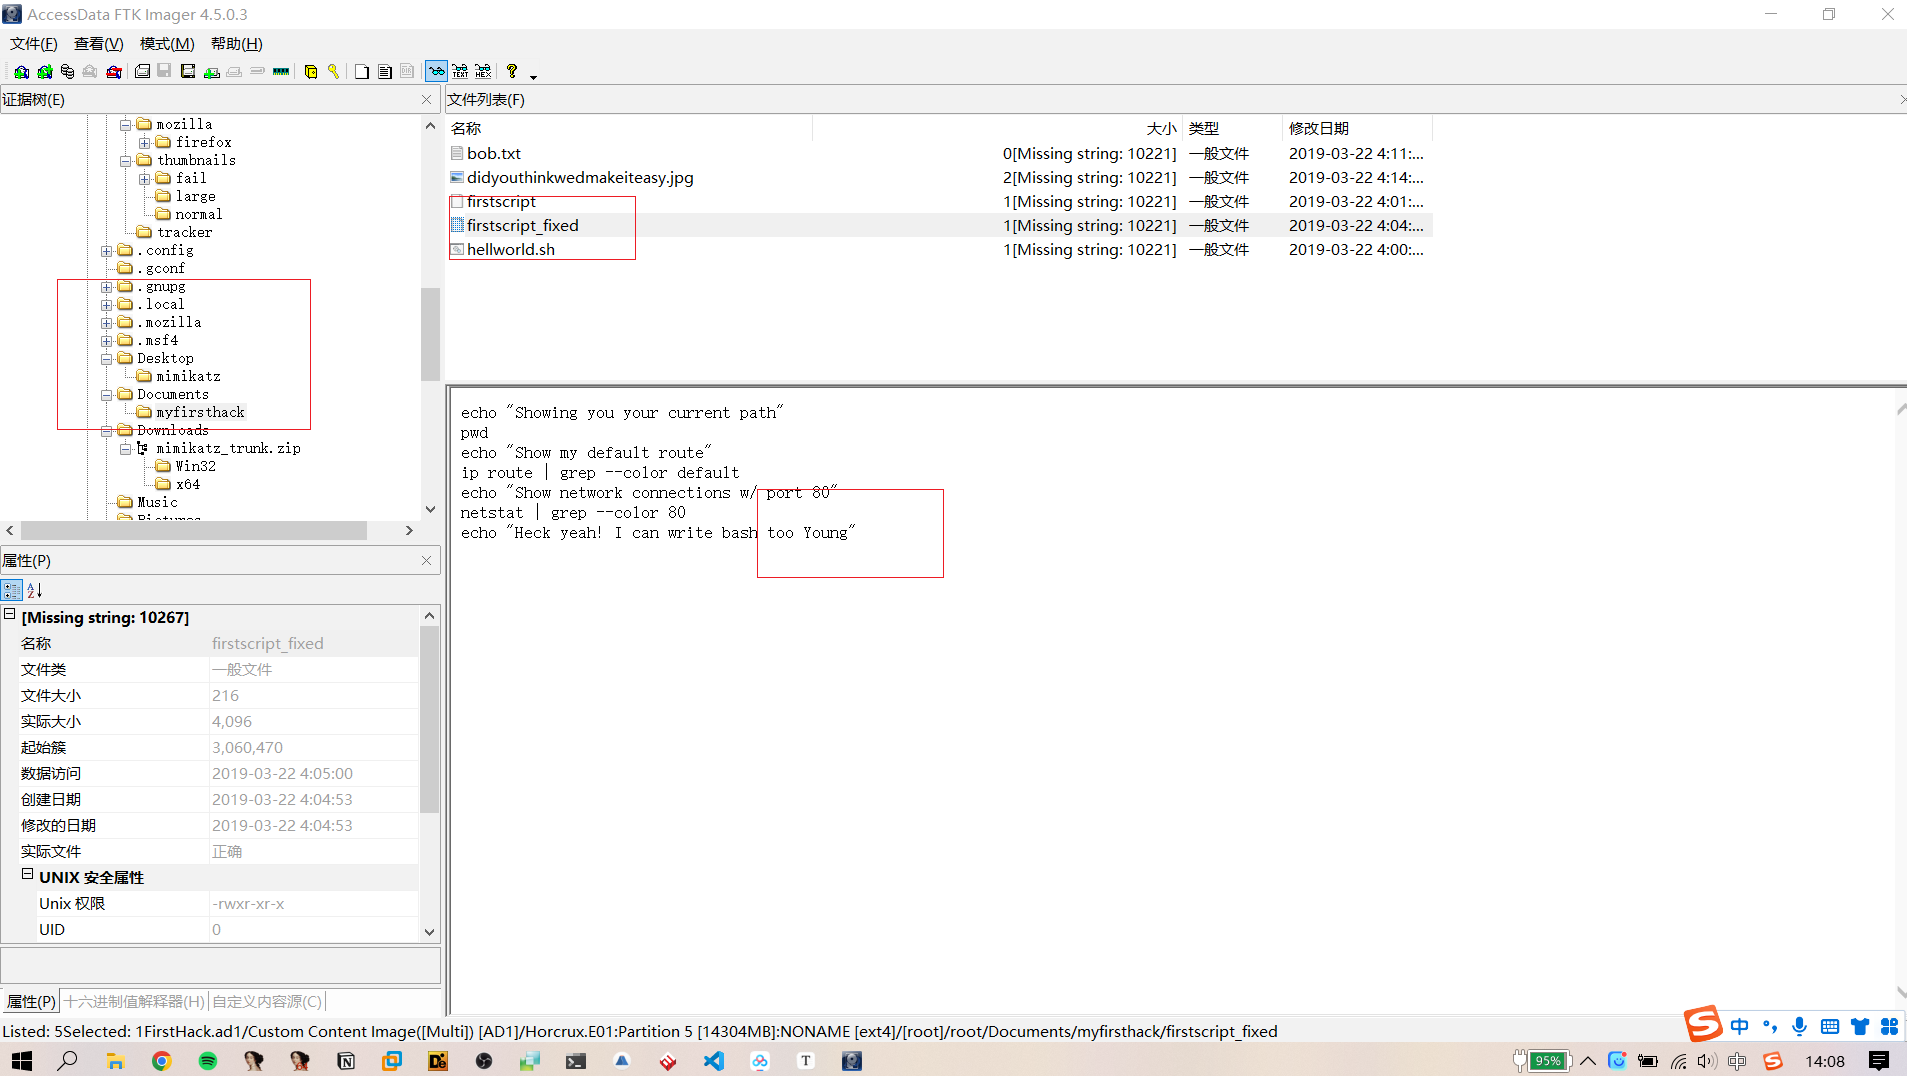 AccessData FTK Imager 4.5.0.3
文件(F) 查看(V) 模式(M) 帮助(H)
证据树(E)
mozilla
firefox
thumbnails
fail
large
normal
tracker
.config
.gconf
.gnupg
.local
.mozilla
.msf4
Desktop
mimikatz
Documents
myfirsthack
Downloads
mimikatz_trunk.zip
Win32
x64
Music
Pictures
文件列表(F)
名称 大小 类型 修改日期
bob.txt 0[Missing string: 10221] 一般文件 2019-03-22 4:11:...
didyouthinkwedmakeiteasy.jpg 2[Missing string: 10221] 一般文件 2019-03-22 4:14:...
firstscript 1[Missing string: 10221] 一般文件 2019-03-22 4:01:...
firstscript_fixed 1[Missing string: 10221] 一般文件 2019-03-22 4:04:...
hellworld.sh 1[Missing string: 10221] 一般文件 2019-03-22 4:00:...
echo "Showing you your current path"
pwd
echo "Show my default route"
ip route | grep --color default
echo "Show network connections w/ port 80"
netstat | grep --color 80
echo "Heck yeah! I can write bash too Young"
属性(P)
[Missing string: 10267]
名称 firstscript_fixed
文件类 一般文件
文件大小 216
实际大小 4,096
起始簇 3,060,470
数据访问 2019-03-22 4:05:00
创建日期 2019-03-22 4:04:53
修改的日期 2019-03-22 4:04:53
实际文件 正确
UNIX 安全属性
Unix 权限 -rwxr-xr-x
UID 0
属性(P) 十六进制值解释器(H) 自定义内容源(C)
Listed: 5Selected: 1FirstHack.ad1/Custom Content Image([Multi]) [AD1]/Horcrux.E01:Partition 5 [14304MB]:NONAME [ext4]/[root]/root/Documents/myfirsthack/firstscript_fixed
中
95% 中 14:08